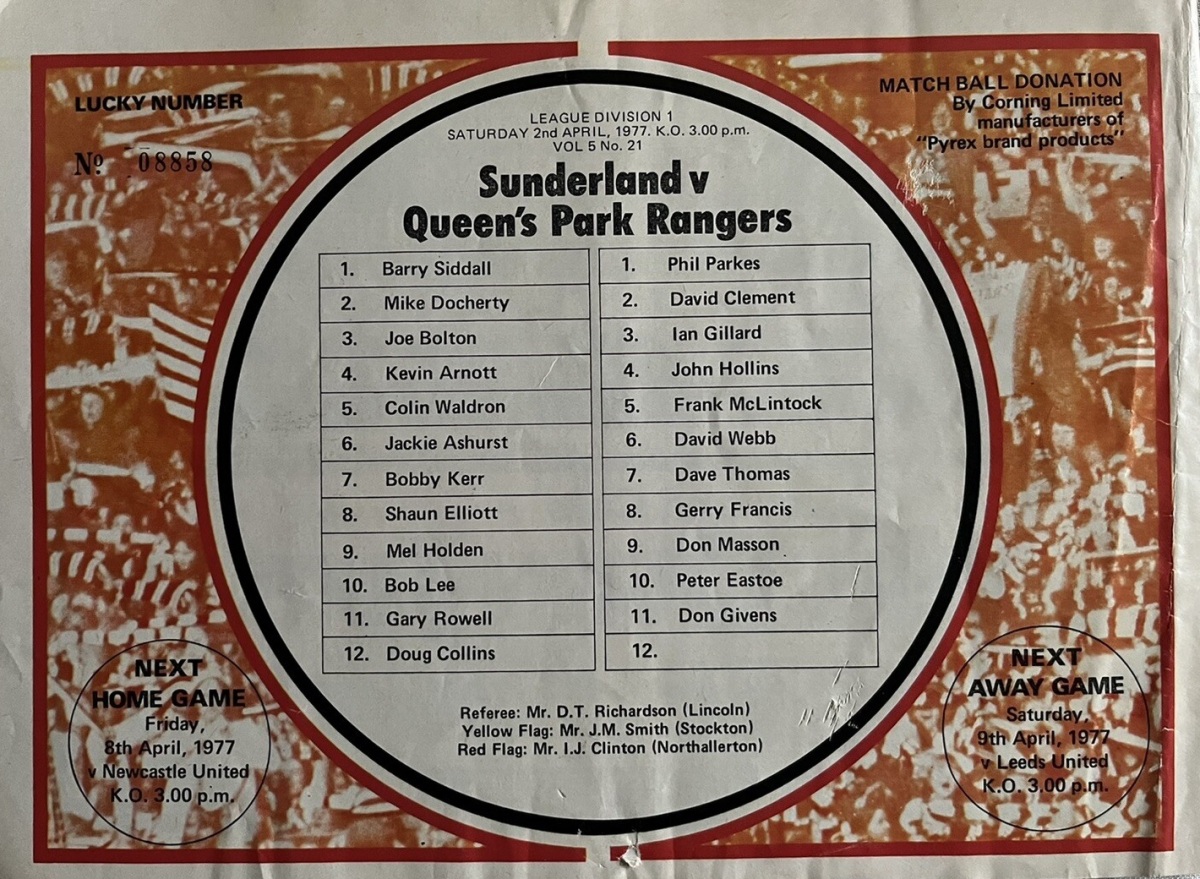 LUCKY NUMBER
No 08858
MATCH BALL DONATION
By Corning Limited
manufacturers of
"Pyrex brand products"
LEAGUE DIVISION 1
SATURDAY 2nd APRIL, 1977. K.O. 3.00 p.m.
VOL 5 No. 21
Sunderland v
Queen's Park Rangers
1. Barry Siddall
2. Mike Docherty
3. Joe Bolton
4. Kevin Arnott
5. Colin Waldron
6. Jackie Ashurst
7. Bobby Kerr
8. Shaun Elliott
9. Mel Holden
10. Bob Lee
11. Gary Rowell
12. Doug Collins
1. Phil Parkes
2. David Clement
3. Ian Gillard
4. John Hollins
5. Frank McLintock
6. David Webb
7. Dave Thomas
8. Gerry Francis
9. Don Masson
10. Peter Eastoe
11. Don Givens
12.
Referee: Mr. D.T. Richardson (Lincoln)
Yellow Flag: Mr. J.M. Smith (Stockton)
Red Flag: Mr. I.J. Clinton (Northallerton)
NEXT
HOME GAME
Friday,
8th April, 1977
v Newcastle United
K.O. 3.00 p.m.
NEXT
AWAY GAME
Saturday,
9th April, 1977
v Leeds United
K.O. 3.00 p.m.